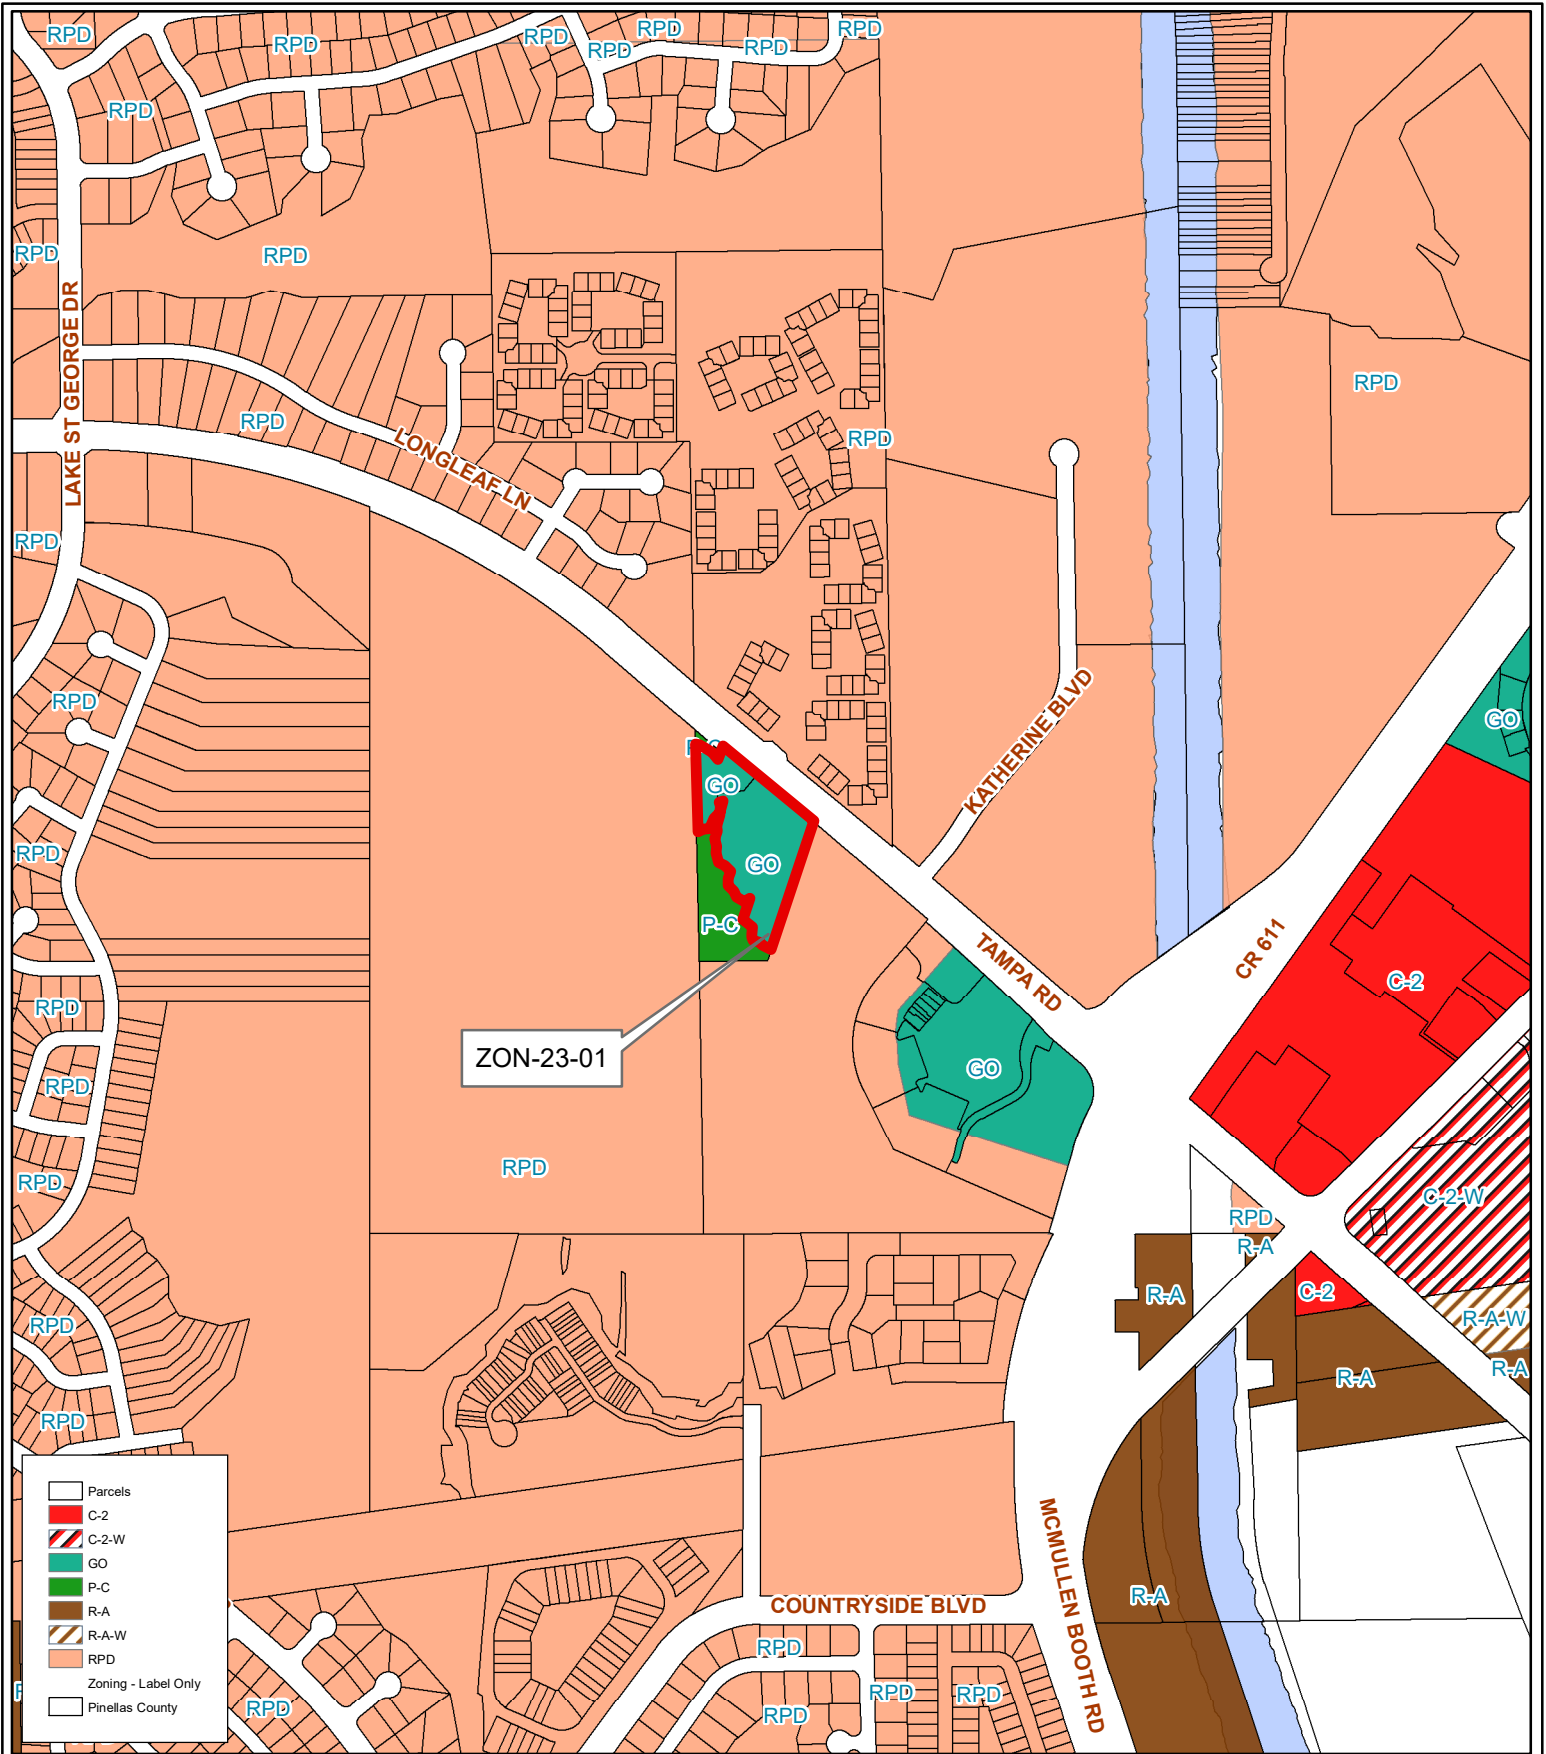 RPD
RPD
RPD
RPD
RPD
RPD
RPD
RPD
RPD
RPD
LAKE ST GEORGE DR
RPD
RPD
LONGLEAF LN
RPD
RPD
RPD
KATHERINE BLVD
GO
P-C
GO
GO
P-C
RPD
TAMPA RD
CR 611
C-2
RPD
ZON-23-01
GO
RPD
RPD
RPD
C-2-W
RPD
R-A
R-A
C-2
R-A-W
R-A
R-A
RPD
RPD
MCMULLEN BOOTH RD
R-A
COUNTRYSIDE BLVD
RPD
RPD
RPD
RPD
RPD
Parcels
C-2
C-2-W
GO
P-C
R-A
R-A-W
RPD
Zoning - Label Only
Pinellas County